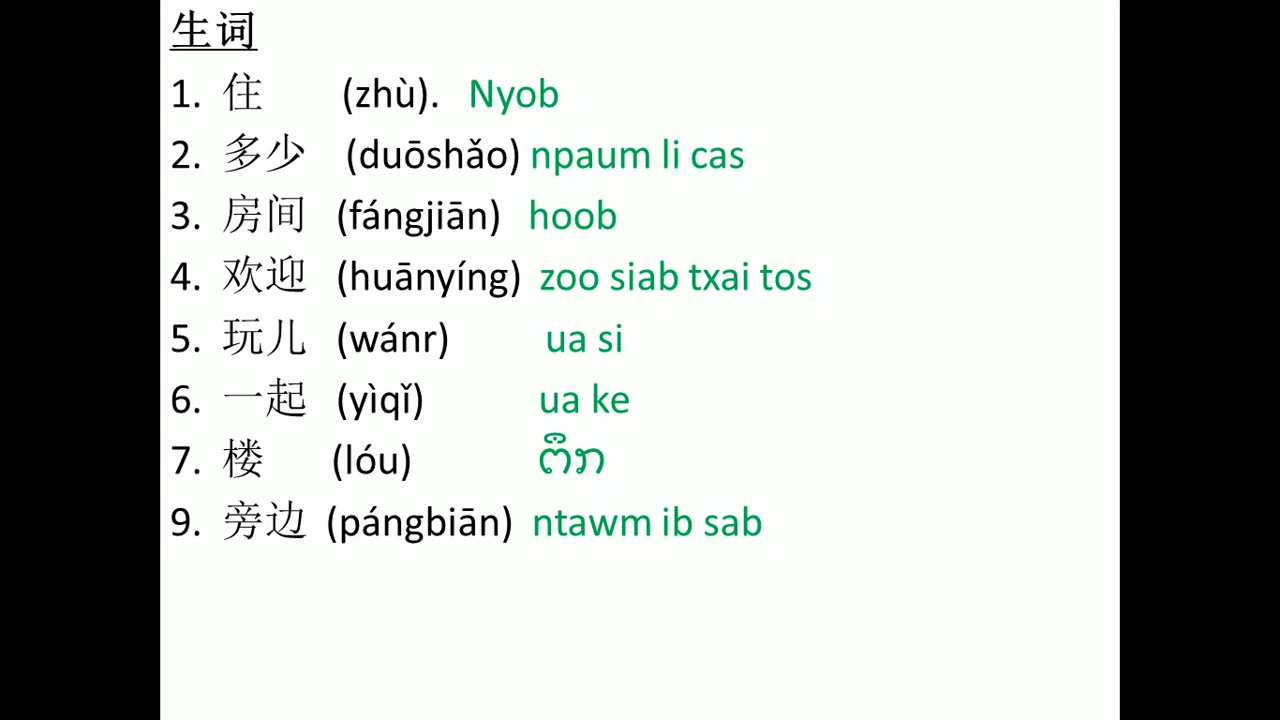 生词
1. 住 (zhù). Nyob
2. 多少 (duōshǎo) npaum li cas
3. 房间 (fángjiān) hoob
4. 欢迎 (huānyíng) zoo siab txai tos
5. 玩儿 (wánr) ua si
6. 一起 (yìqǐ) ua ke
7. 楼 (lóu) ຕຶກ
9. 旁边 (pángbiān) ntawm ib sab